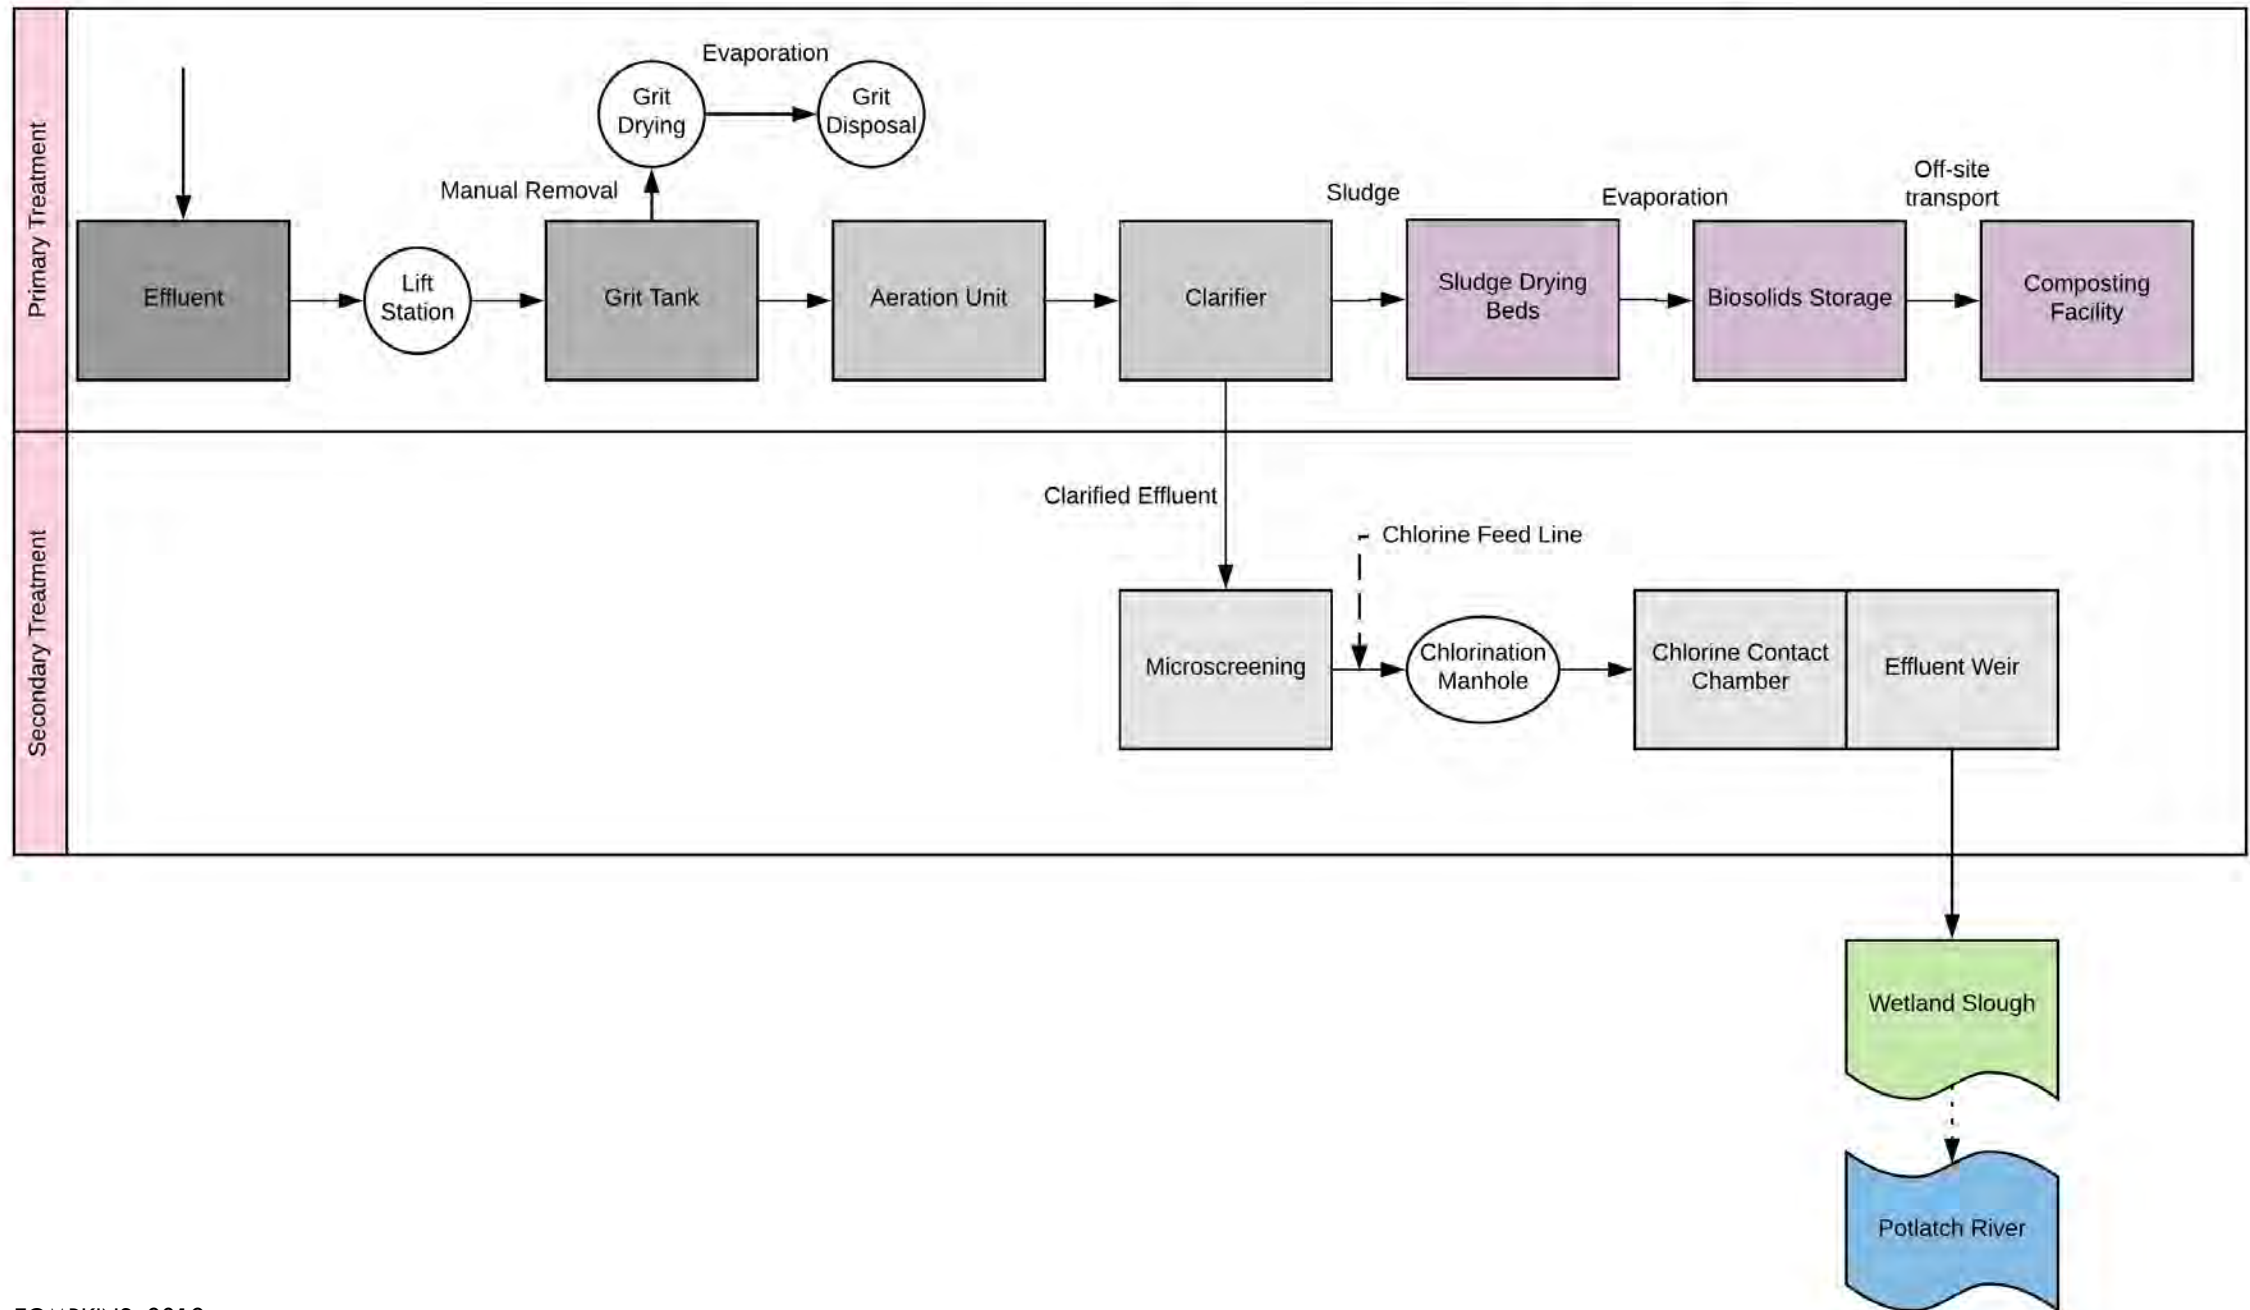 Primary Treatment
Evaporation
Grit
Drying
Grit
Disposal
Manual Removal
Effluent
Lift
Station
Grit Tank
Aeration Unit
Clarifier
Sludge
Sludge Drying
Beds
Evaporation
Biosolids Storage
Off-site
transport
Composting
Facility
Secondary Treatment
Clarified Effluent
Chlorine Feed Line
Microscreening
Chlorination
Manhole
Chlorine Contact
Chamber
Effluent Weir
Wetland Slough
Potlatch River